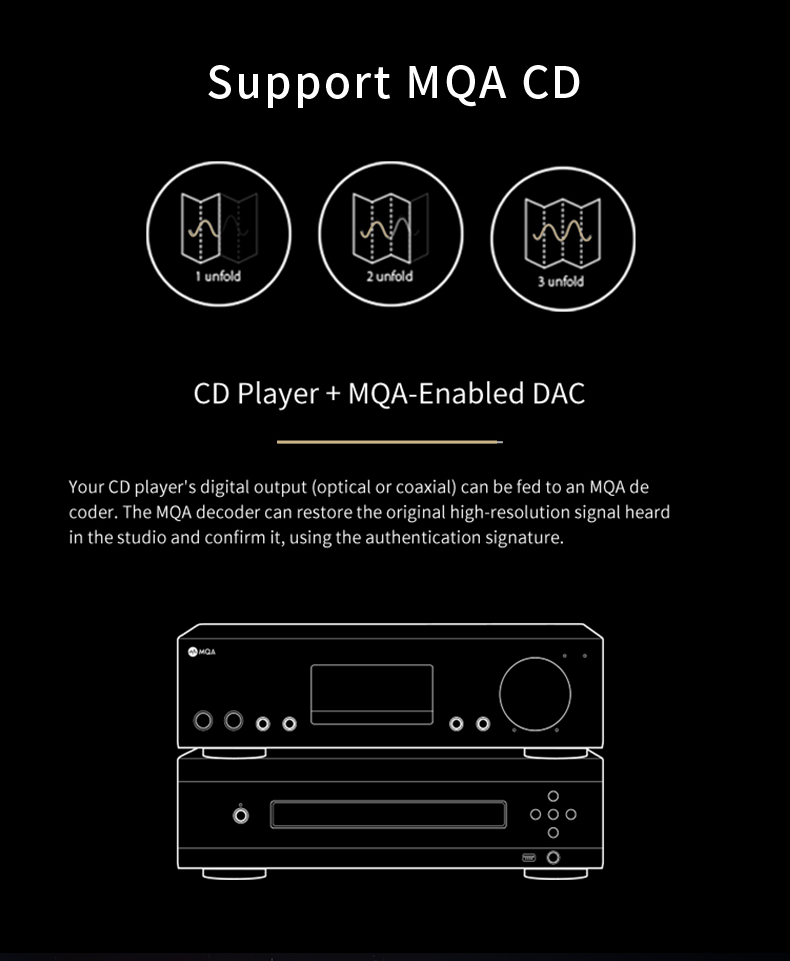 Support MQA CD
1 unfold
2 unfold
3 unfold
CD Player + MQA-Enabled DAC
Your CD player's digital output (optical or coaxial) can be fed to an MQA de
coder. The MQA decoder can restore the original high-resolution signal heard
in the studio and confirm it, using the authentication signature.
MQA